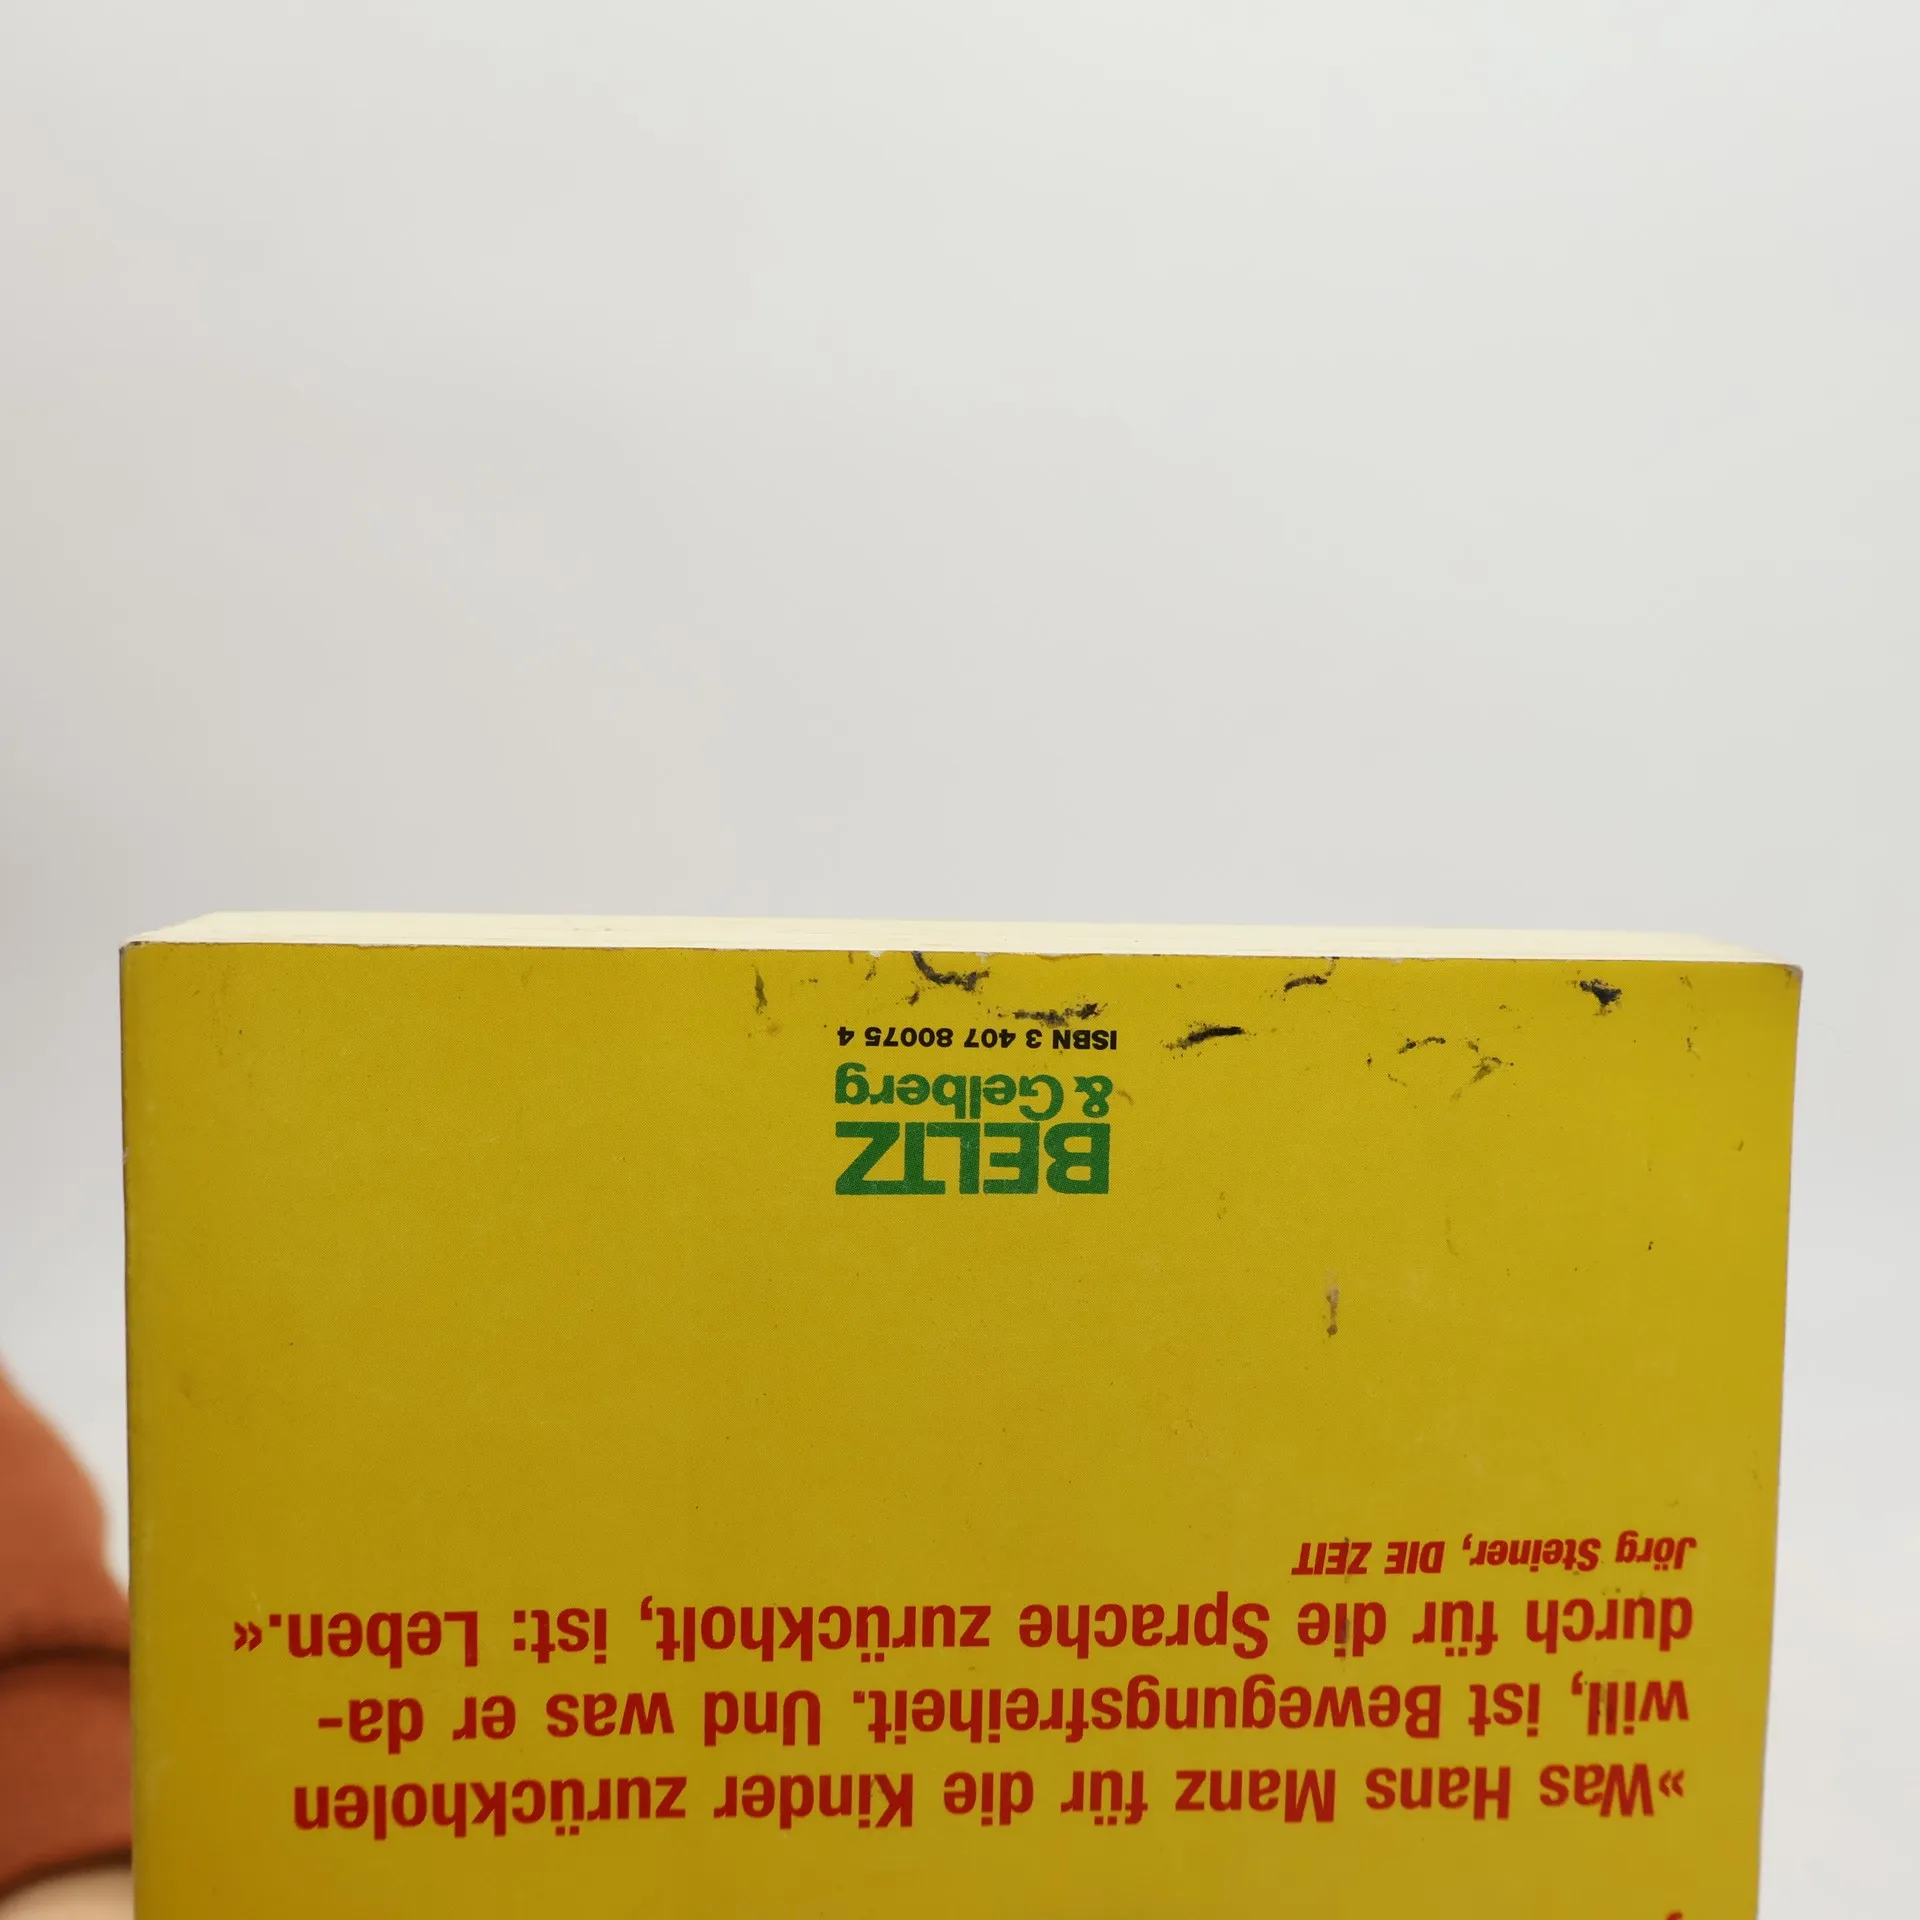 »Was Hans Manz für die Kinder zurückholen
will, ist Bewegungsfreiheit. Und was er da-
durch für die Sprache zurückholt, ist: Leben.«
Jörg Steiner, DIE ZEIT
BELTZ
& Gelberg
ISBN 3 407 80075 4